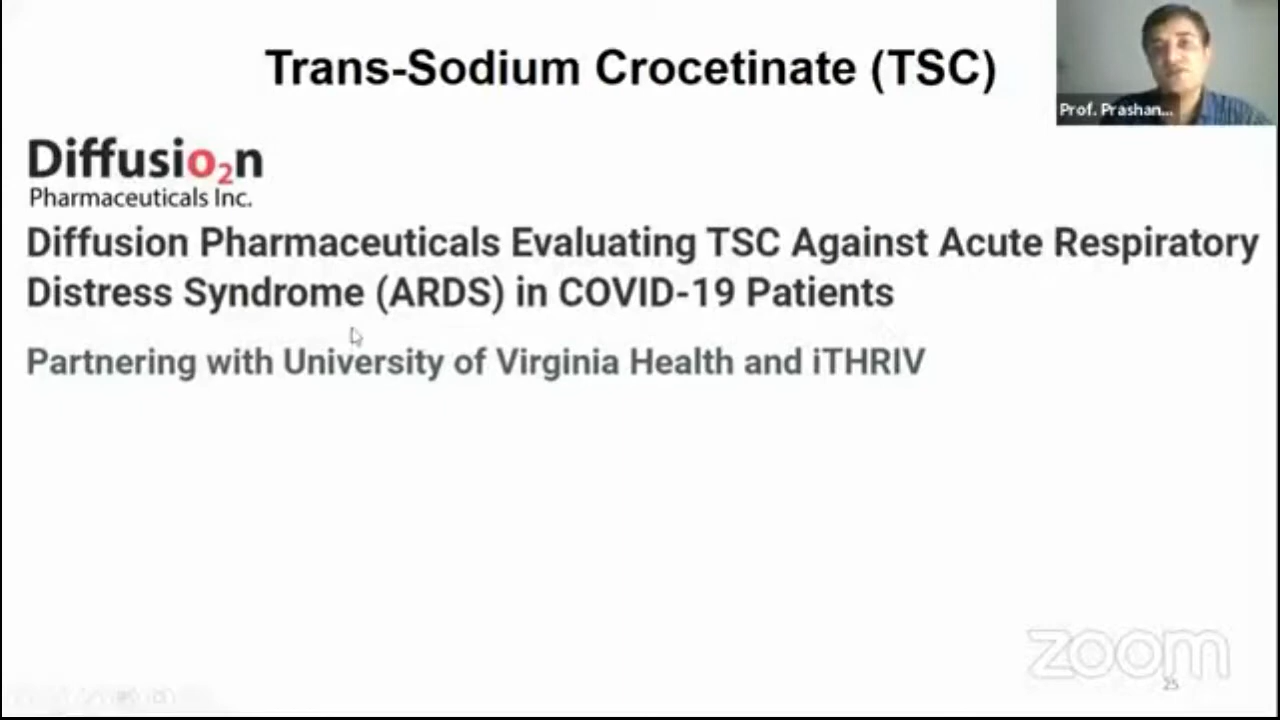 Trans-Sodium Crocetinate (TSC)
Prof. Prashan...
Diffusio₂n
Pharmaceuticals Inc.
Diffusion Pharmaceuticals Evaluating TSC Against Acute Respiratory
Distress Syndrome (ARDS) in COVID-19 Patients
Partnering with University of Virginia Health and iTHRIV
zoom
25